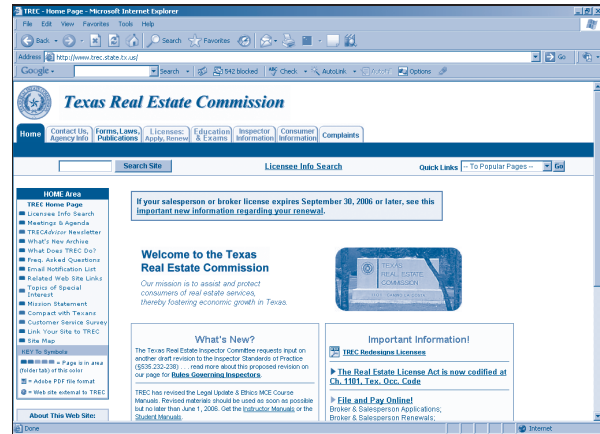 TREC - Home Page - Microsoft Internet Explorer
File Edit View Favorites Tools Help
Back Search Favorites
Address http://www.trec.state.tx.us/ Go
Google Search 542 blocked Check AutoLink AutoFill Options
Texas Real Estate Commission
Home
Contact Us, Agency Info
Forms, Laws, Publications
Licenses: Apply, Renew
Education & Exams
Inspector Information
Consumer Information
Complaints
Search Site Licensee Info Search Quick Links -- To Popular Pages -- Go
HOME Area
TREC Home Page
Licensee Info Search
Meetings & Agenda
TRECAdvisor Newsletter
What's New Archive
What Does TREC Do?
Freq. Asked Questions
Email Notification List
Related Web Site Links
Topics of Special
Interest
Mission Statement
Compact with Texans
Customer Service Survey
Link Your Site to TREC
Site Map
KEY To Symbols
= Page is in area
(folder tab) of this color
= Adobe PDF file format
= Web site external to TREC
About This Web Site:
If your salesperson or broker license expires September 30, 2006 or later, see this
important new information regarding your renewal.
Welcome to the Texas
Real Estate Commission
Our mission is to assist and protect
consumers of real estate services,
thereby fostering economic growth in Texas.
TEXAS
REAL ESTATE
COMMISSION
What's New?
The Texas Real Estate Inspector Committee requests input on
another draft revision to the Inspector Standards of Practice
(§535.232-238) . . . read more about this proposed revision on
our page for Rules Governing Inspectors.
TREC has revised the Legal Update & Ethics MCE Course
Manuals. Revised materials should be used as soon as possible
but no later than June 1, 2006. Get the Instructor Manuals or the
Student Manuals.
Important Information!
TREC Redesigns Licenses
The Real Estate License Act is now codified at
Ch. 1101, Tex. Occ. Code
File and Pay Online!
Broker & Salesperson Applications;
Broker & Salesperson Renewals;
Done Internet